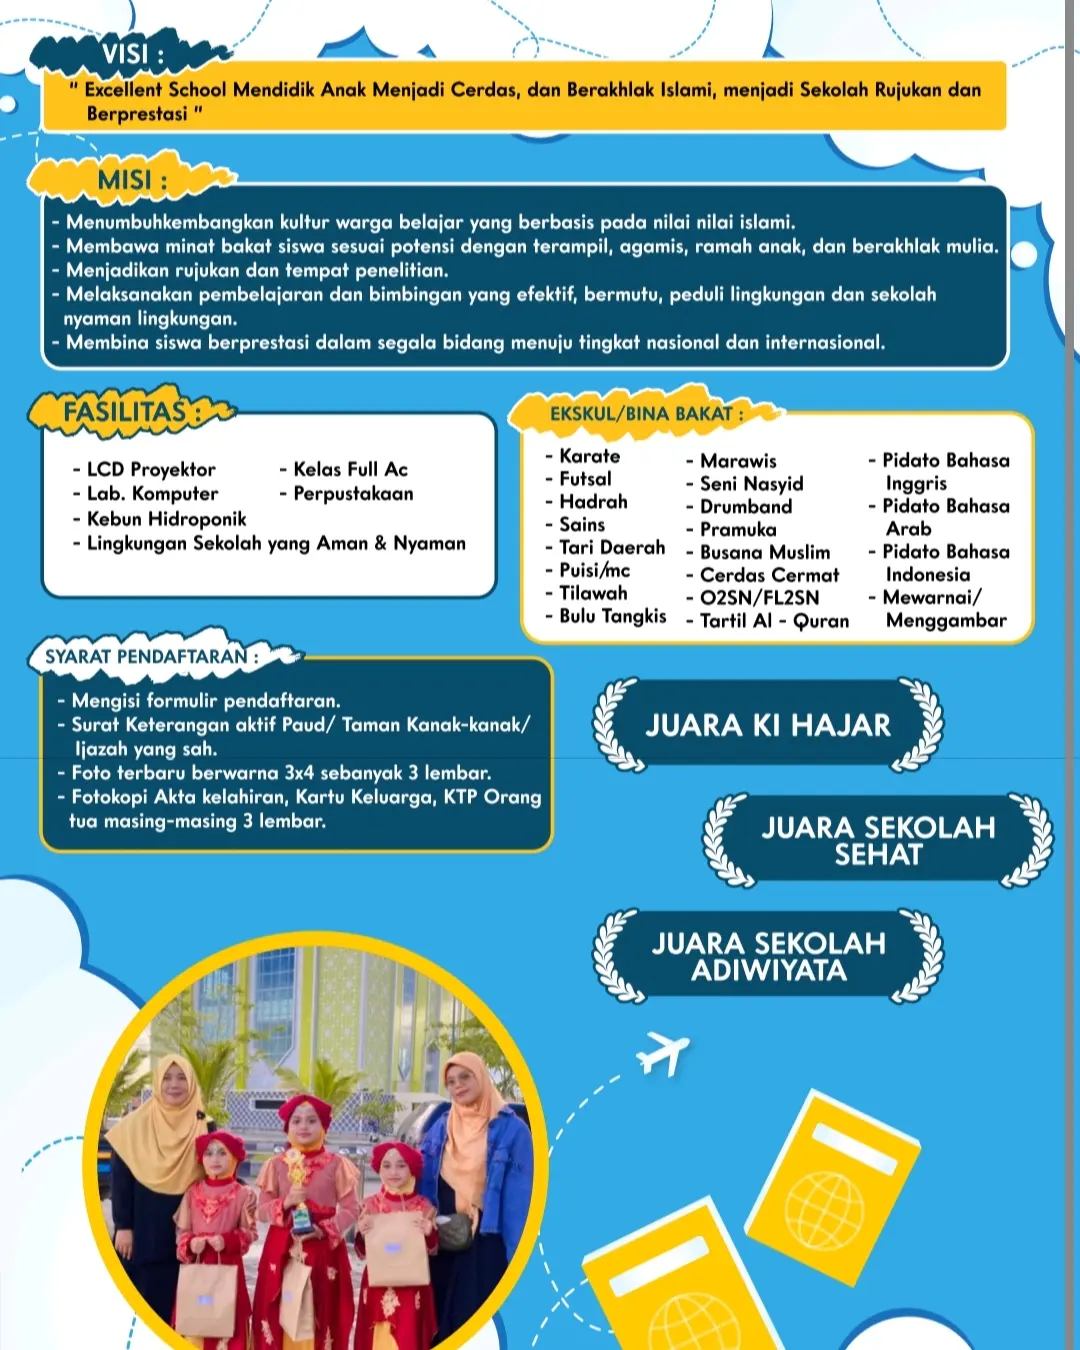 VISI :
" Excellent School Mendidik Anak Menjadi Cerdas, dan Berakhlak Islami, menjadi Sekolah Rujukan dan
Berprestasi "
MISI :
- Menumbuhkembangkan kultur warga belajar yang berbasis pada nilai nilai islami.
- Membawa minat bakat siswa sesuai potensi dengan terampil, agamis, ramah anak, dan berakhlak mulia.
- Menjadikan rujukan dan tempat penelitian.
- Melaksanakan pembelajaran dan bimbingan yang efektif, bermutu, peduli lingkungan dan sekolah
nyaman lingkungan.
- Membina siswa berprestasi dalam segala bidang menuju tingkat nasional dan internasional.
FASILITAS :
- LCD Proyektor
- Lab. Komputer
- Kebun Hidroponik
- Lingkungan Sekolah yang Aman & Nyaman
- Kelas Full Ac
- Perpustakaan
EKSKUL/BINA BAKAT :
- Karate
- Futsal
- Hadrah
- Sains
- Tari Daerah
- Puisi/mc
- Tilawah
- Bulu Tangkis
- Marawis
- Seni Nasyid
- Drumband
- Pramuka
- Busana Muslim
- Cerdas Cermat
- O2SN/FL2SN
- Tartil Al - Quran
- Pidato Bahasa
Inggris
- Pidato Bahasa
Arab
- Pidato Bahasa
Indonesia
- Mewarnai/
Menggambar
SYARAT PENDAFTARAN :
- Mengisi formulir pendaftaran.
- Surat Keterangan aktif Paud/ Taman Kanak-kanak/
Ijazah yang sah.
- Foto terbaru berwarna 3x4 sebanyak 3 lembar.
- Fotokopi Akta kelahiran, Kartu Keluarga, KTP Orang
tua masing-masing 3 lembar.
JUARA KI HAJAR
JUARA SEKOLAH
SEHAT
JUARA SEKOLAH
ADIWIYATA